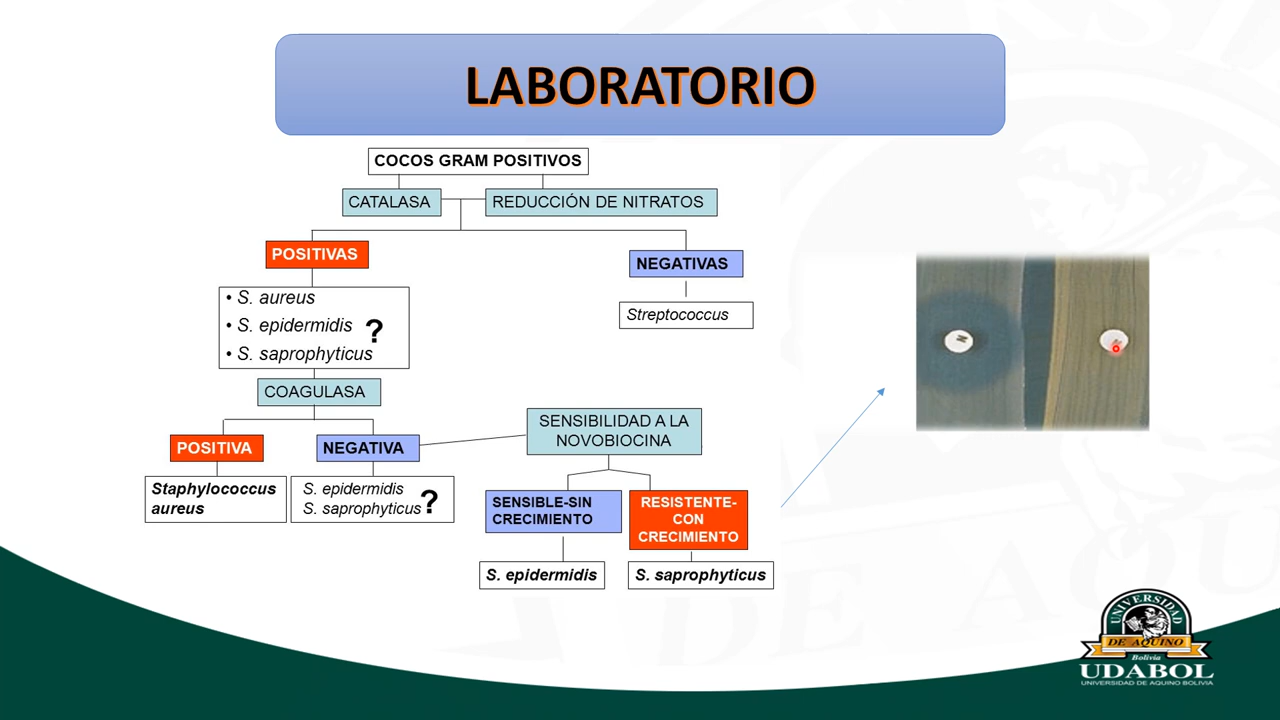 LABORATORIO
COCOS GRAM POSITIVOS
CATALASA
REDUCCIÓN DE NITRATOS
POSITIVAS
NEGATIVAS
• S. aureus
• S. epidermidis
• S. saprophyticus
?
Streptococcus
COAGULASA
POSITIVA
NEGATIVA
SENSIBILIDAD A LA
NOVOBIOCINA
Staphylococcus
aureus
S. epidermidis
S. saprophyticus
?
SENSIBLE-SIN
CRECIMIENTO
RESISTENTE-
CON
CRECIMIENTO
S. epidermidis
S. saprophyticus
UNIVERSIDAD
DE AQUINO
Bolivia
UDABOL
UNIVERSIDAD DE AQUINO BOLIVIA